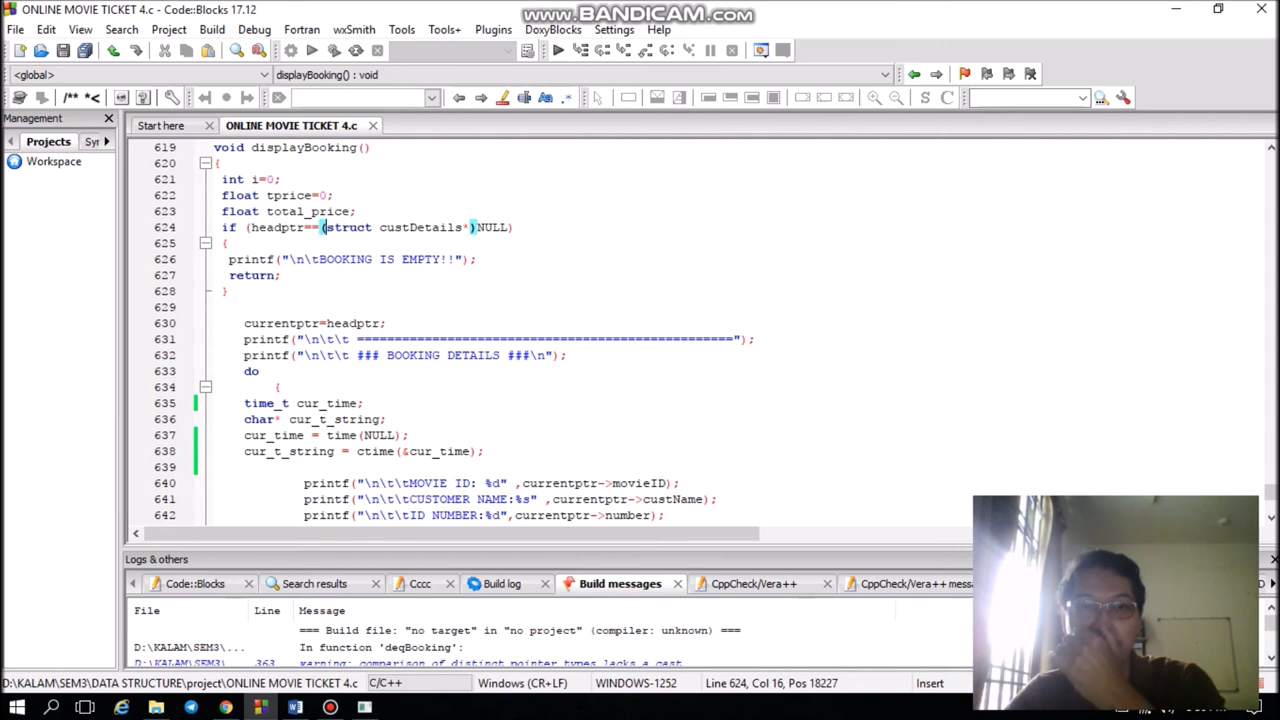 ONLINE MOVIE TICKET 4.c - Code::Blocks 17.12
www.BANDICAM.com
File Edit View Search Project Build Debug Fortran wxSmith Tools Tools+ Plugins DoxyBlocks Settings Help
<global> displayBooking() : void
/** *< Aa .* S C
Management
Projects Sy
Workspace
Start here ONLINE MOVIE TICKET 4.c
619 void displayBooking()
620 {
621 int i=0;
622 float tprice=0;
623 float total_price;
624 if (headptr==(struct custDetails*)NULL)
625 {
626 printf("\n\tBOOKING IS EMPTY!!");
627 return;
628 }
629
630 currentptr=headptr;
631 printf("\n\t\t ==================================================");
632 printf("\n\t\t ### BOOKING DETAILS ###\n");
633 do
634 {
635 time_t cur_time;
636 char* cur_t_string;
637 cur_time = time(NULL);
638 cur_t_string = ctime(&cur_time);
639
640 printf("\n\t\tMOVIE ID: %d" ,currentptr->movieID);
641 printf("\n\t\tCUSTOMER NAME:%s" ,currentptr->custName);
642 printf("\n\t\tID NUMBER:%d",currentptr->number);
Logs & others
Code::Blocks Search results Cccc Build log Build messages CppCheck/Vera++ CppCheck/Vera++ mess
File Line Message
=== Build file: "no target" in "no project" (compiler: unknown) ===
D:\KALAM\SEM3\... In function 'deqBooking':
D:\KALAM\SEM3\... 363 warning: comparison of distinct pointer types lacks a cast
D:\KALAM\SEM3\DATA STRUCTURE\project\ONLINE MOVIE TICKET 4.c C/C++ Windows (CR+LF) WINDOWS-1252 Line 624, Col 16, Pos 18227 Insert